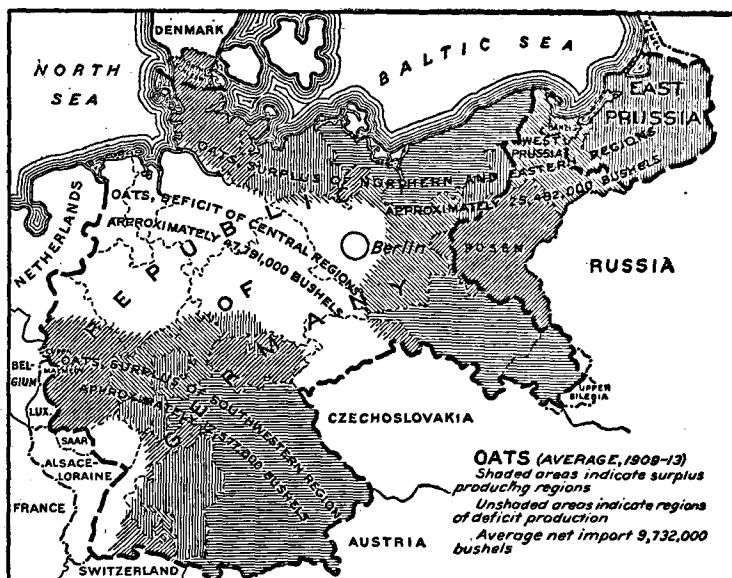 DENMARK
NORTH SEA
BALTIC SEA
EAST PRUSSIA
WEST PRUSSIA
OATS, SURPLUS OF NORTHERN AND EASTERN REGIONS
APPROXIMATELY 25,482,000 BUSHELS
NETHERLANDS
OATS, DEFICIT OF CENTRAL REGIONS
APPROXIMATELY 47,791,000 BUSHELS
Berlin
POSEN
RUSSIA
REPUBLIC
OF
GERMANY
BELGIUM
LUX.
SAAR
ALSACE-LORAINE
FRANCE
OATS, SURPLUS OF SOUTHWESTERN REGION
APPROXIMATELY BUSHELS
CZECHOSLOVAKIA
UPPER SILESIA
AUSTRIA
SWITZERLAND
OATS (AVERAGE, 1909-13)
Shaded areas indicate surplus
producing regions
Unshaded areas indicate regions
of deficit production
Average net import 9,732,000
bushels